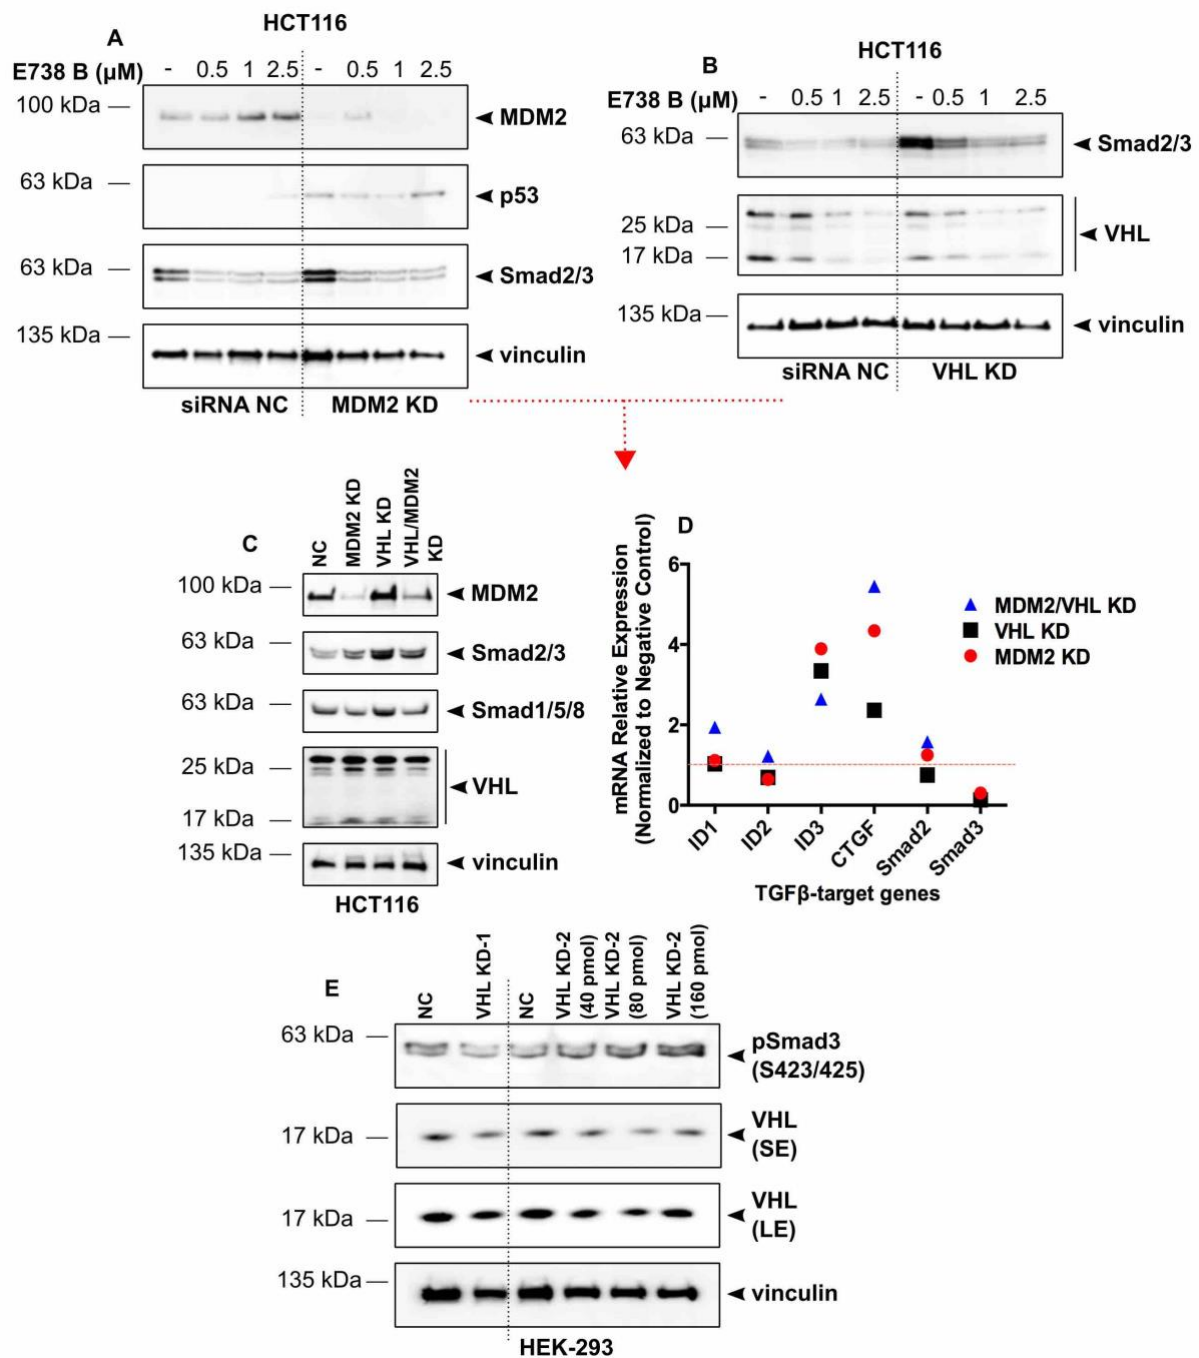 A
HCT116
E738 B (μM)
- 0.5 1 2.5 - 0.5 1 2.5
100 kDa
MDM2
63 kDa
p53
63 kDa
Smad2/3
135 kDa
vinculin
siRNA NC
MDM2 KD
B
HCT116
E738 B (μM)
- 0.5 1 2.5 - 0.5 1 2.5
63 kDa
Smad2/3
25 kDa
VHL
17 kDa
135 kDa
vinculin
siRNA NC
VHL KD
C
NC
MDM2 KD
VHL KD
VHL/MDM2
KD
100 kDa
MDM2
63 kDa
Smad2/3
63 kDa
Smad1/5/8
25 kDa
VHL
17 kDa
135 kDa
vinculin
HCT116
D
mRNA Relative Expression
(Normalized to Negative Control)
6
4
2
0
MDM2/VHL KD
VHL KD
MDM2 KD
ID1
ID2
ID3
CTGF
Smad2
Smad3
TGFβ-target genes
E
NC
VHL KD-1
NC
VHL KD-2
(40 pmol)
VHL KD-2
(80 pmol)
VHL KD-2
(160 pmol)
63 kDa
pSmad3
(S423/425)
17 kDa
VHL
(SE)
17 kDa
VHL
(LE)
135 kDa
vinculin
HEK-293